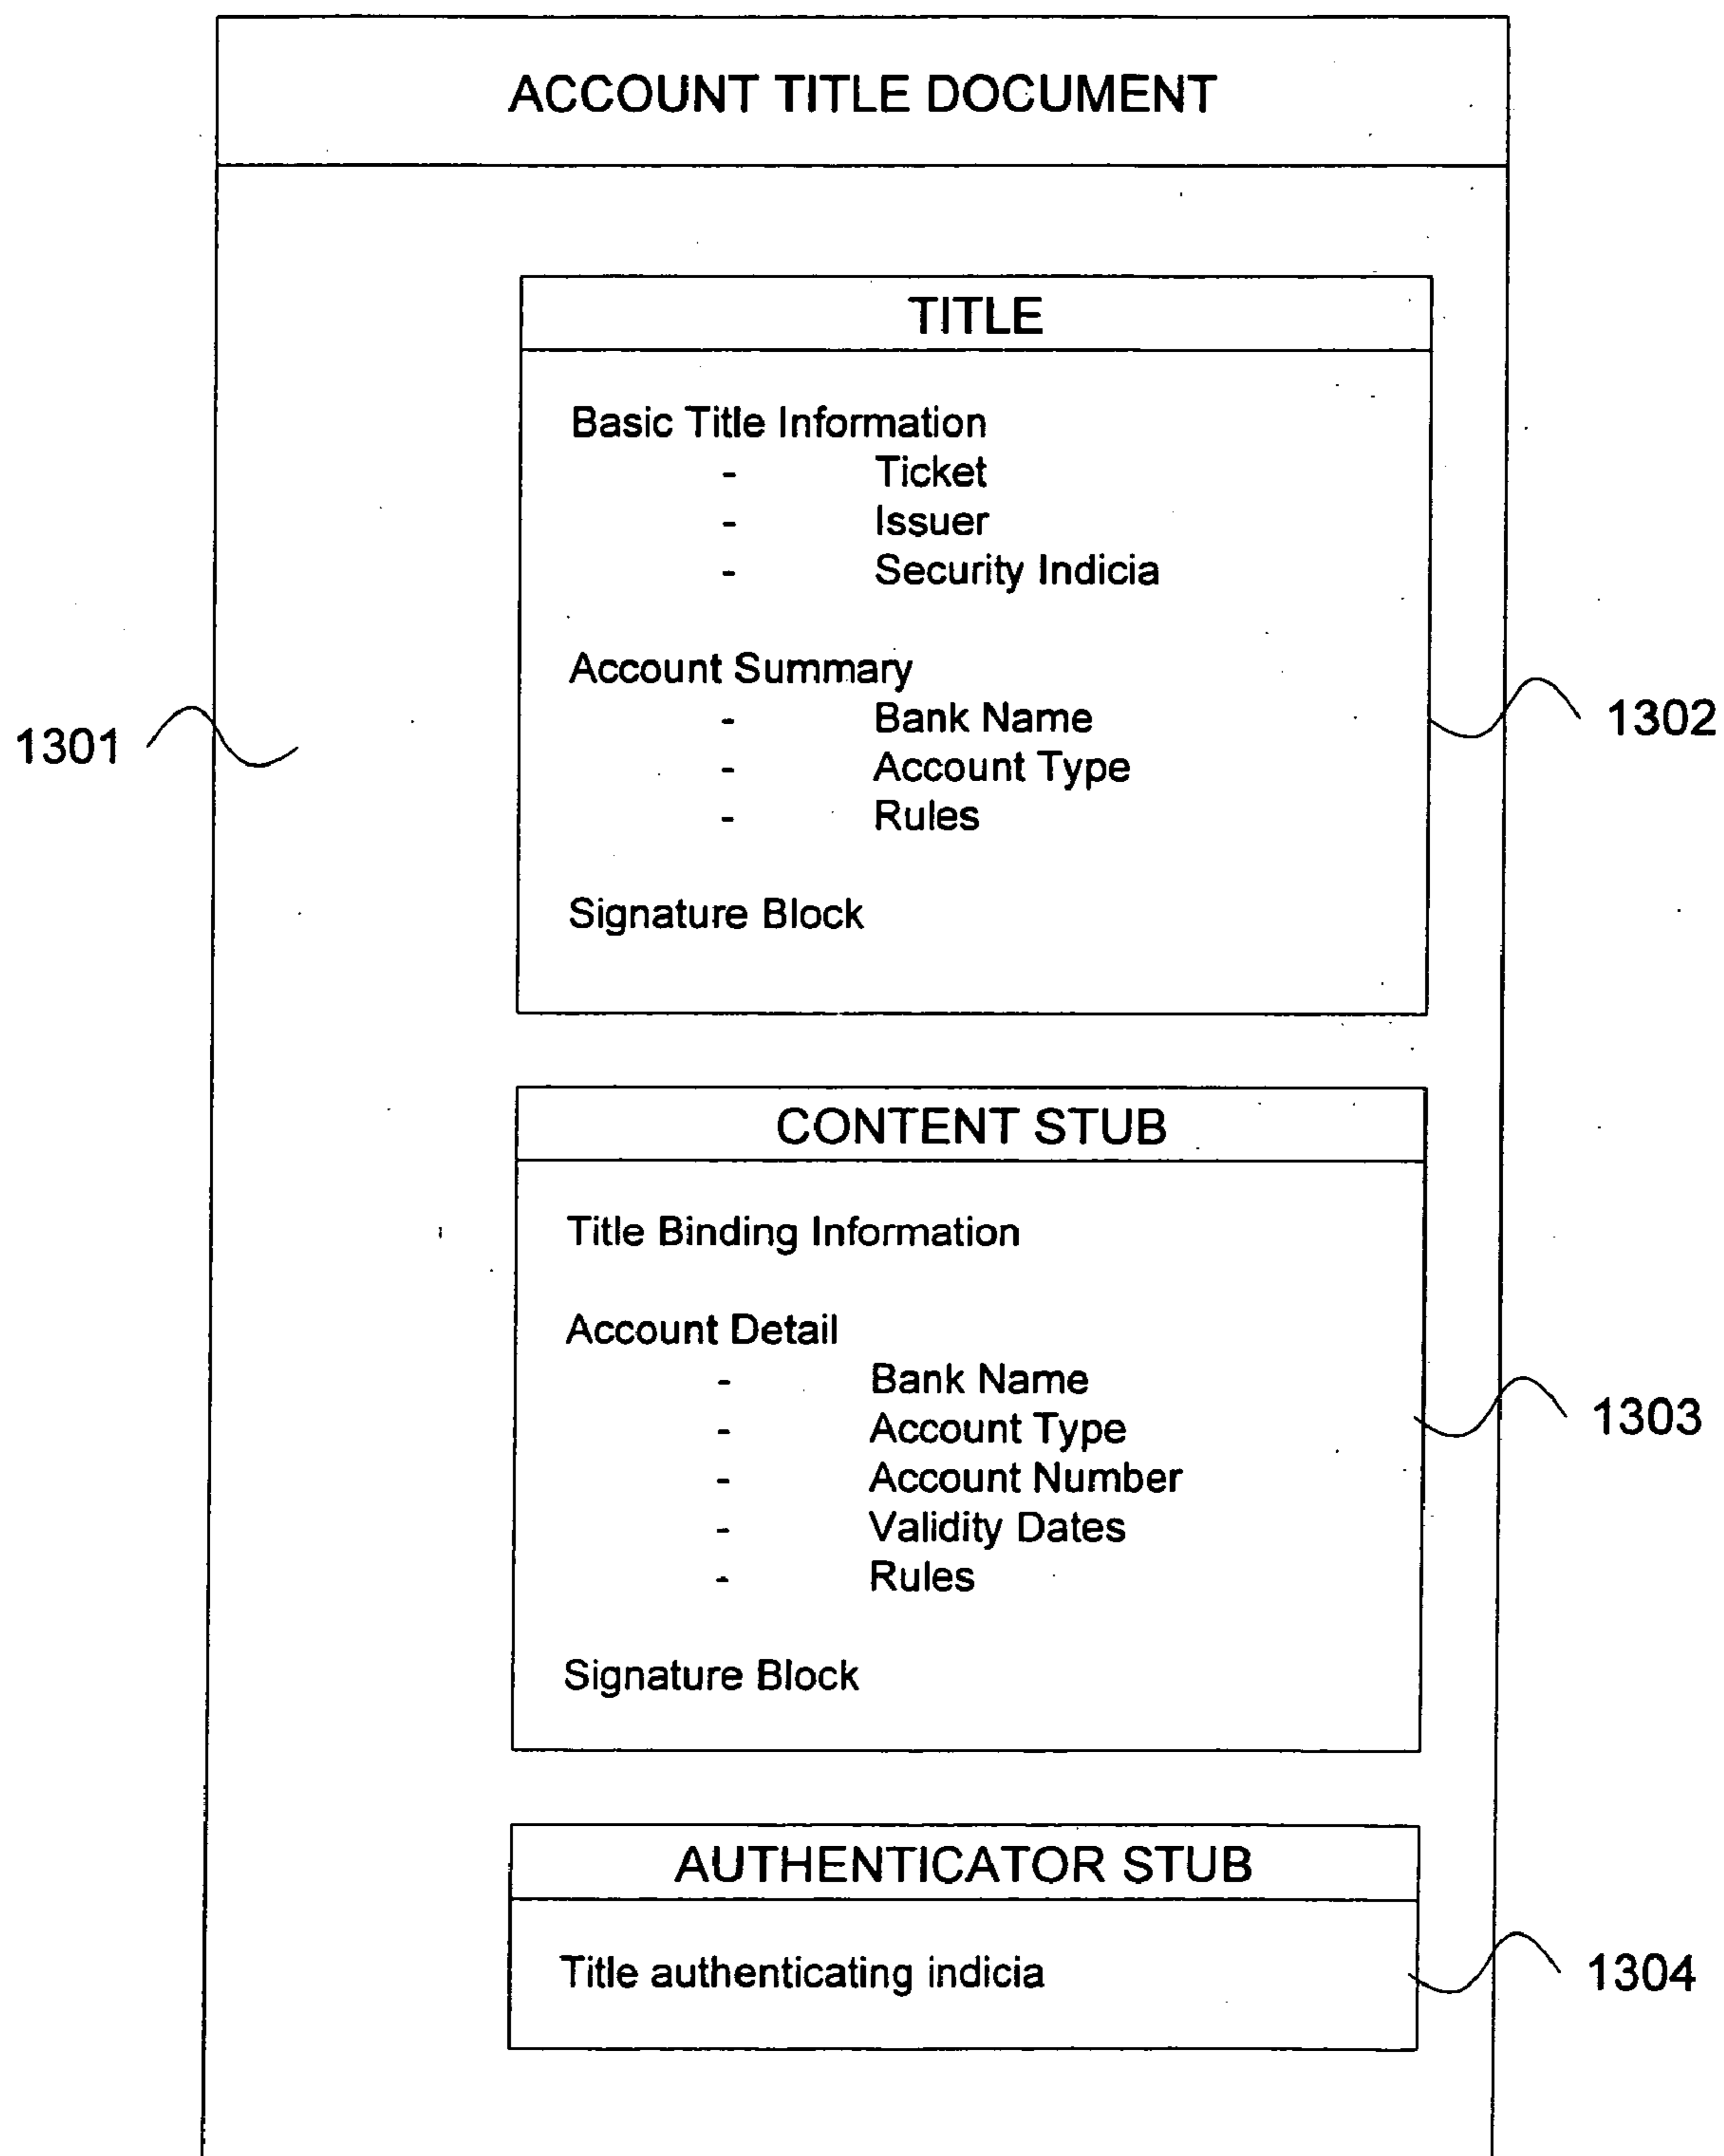 ACCOUNT TITLE DOCUMENT
TITLE
Basic Title Information
- Ticket
- Issuer
- Security Indicia
Account Summary
- Bank Name
- Account Type
- Rules
Signature Block
1301
1302
CONTENT STUB
Title Binding Information
Account Detail
- Bank Name
- Account Type
- Account Number
- Validity Dates
- Rules
Signature Block
1303
AUTHENTICATOR STUB
Title authenticating indicia
1304